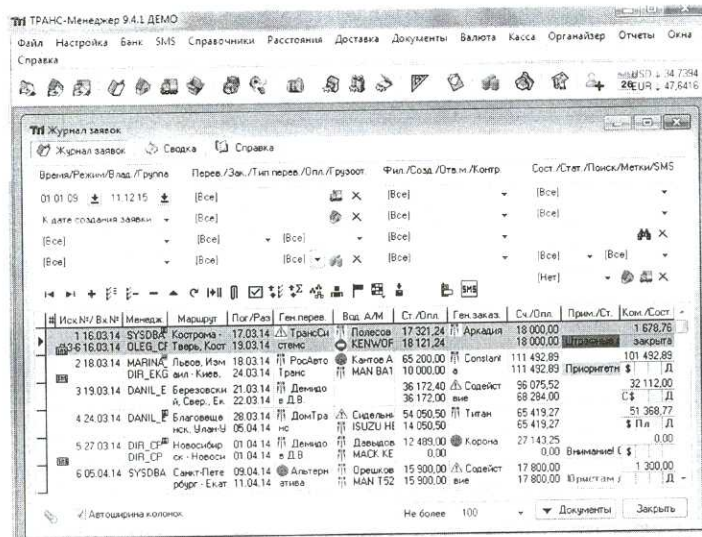 ТРАНС-Менеджер 9.4.1 ДЕМО
Файл Настройка Банк SMS Справочники Расстояния Доставка Документы Валюта Касса Органайзер Отчеты Окна
Справка
USD 34,7394
26 EUR 47,6416
Журнал заявок
Журнал заявок Сводка Справка
Время/Режим/Влад./Группа Перев./Зак./Тип перев./Опл./Грузоот. Фил./Созд./Отв.м./Контр. Сост./Стат./Поиск/Метки/SMS
01.01.09 11.12.15 [Все] [Все] [Все]
К дате создания заявки [Все]
[Все] [Все] [Все]
[Все] [Все] [Все] [Все] [Все]
[Нет]
SMS
# Исх.№/ Вх.№ Менедж. Маршрут Пог/Раз Ген.перев. Вод. А/М Ст./Опл. Ген.заказ. Сч./Опл. Прим./Ст. Ком./Сост
1 16.03.14 SYSDBA Кострома - 17.03.14 ТрансСи Полесов 17 321,24 Аркадия 18 000,00 1 678,76
3-6 16.03.14 OLEG_CF Тверь, Кост 19.03.14 стемс KENWOF 18 121,24 18 000,00 закрыта
2 18.03.14 MARINA Львов, Изм 18.03.14 РосАвто Кантов А 65 200,00 Constant 111 492,89 101 492,89
DIR_EKG аил - Киев. 24.03.14 Транс MAN BA1 10 000,00 а 111 492,89 Приоритетн $ Л
3 19.03.14 DANIL_E Березовски 21.03.14 Демидо 36 172,40 Содейст 96 075,52 32 112,00
й, Свер., Ек 22.03.14 в Д.В. 36 172,00 вие 68 284,00 С$ Л
4 24.03.14 DANIL_E Благовеще 28.03.14 ДомТра Сидельн 54 050,50 Титан 65 419,27 51 368,77
нск, Улан-У 05.04.14 нс ISUZU НЕ 14 050,50 65 419,27 $ Пл Л
5 27.03.14 DIR_CP Новосибир 01.04.14 Демидо Давыдов 12 489,00 Корона 27 143,25 0,00
DIR_CP ск - Новоси 01.04.14 в Д.В. MACK KE 0,00 0,00 Внимание! $
6 05.04.14 SYSDBA Санкт-Пете 09.04.14 Альтерн Орешков 15 900,00 Содейст 17 800,00 1 300,00
рбург - Екат 11.04.14 атива MAN T52 15 900,00 вие 17 800,00 Юристам Л
Автоширина колонок Не более 100 Документы Закрыть